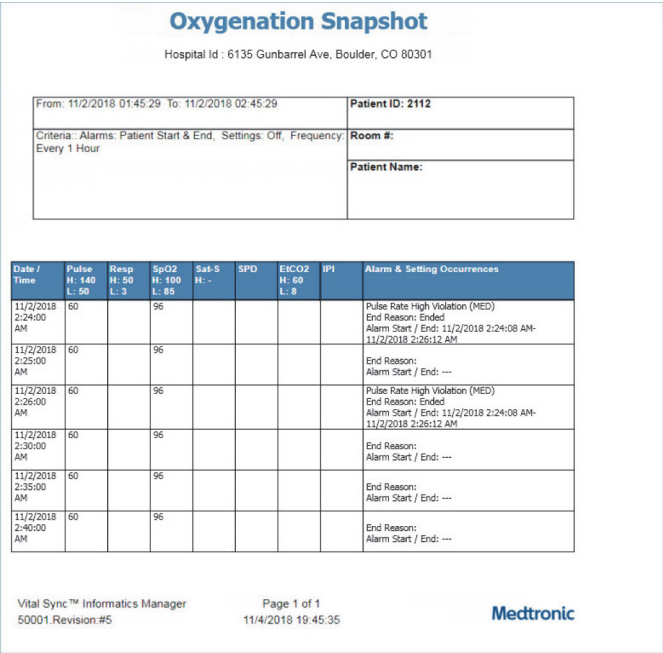 Oxygenation Snapshot
Hospital Id : 6135 Gunbarrel Ave, Boulder, CO 80301
From: 11/2/2018 01:45:29 To: 11/2/2018 02:45:29
Patient ID: 2112
Criteria:: Alarms: Patient Start & End, Settings: Off, Frequency:
Every 1 Hour
Room #:
Patient Name:
Date / Time Pulse H: 140 L: 50 Resp H: 50 L: 3 SpO2 H: 100 L: 85 Sat-S H: - SPD EtCO2 H: 60 L: 8 IPI Alarm & Setting Occurrences
11/2/2018 60 96 Pulse Rate High Violation (MED)
2:24:00 End Reason: Ended
AM Alarm Start / End: 11/2/2018 2:24:08 AM-
11/2/2018 2:26:12 AM
11/2/2018 60 96
2:25:00 End Reason:
AM Alarm Start / End: ---
11/2/2018 60 96 Pulse Rate High Violation (MED)
2:26:00 End Reason: Ended
AM Alarm Start / End: 11/2/2018 2:24:08 AM-
11/2/2018 2:26:12 AM
11/2/2018 60 96
2:30:00 End Reason:
AM Alarm Start / End: ---
11/2/2018 60 96
2:35:00 End Reason:
AM Alarm Start / End: ---
11/2/2018 60 96
2:40:00 End Reason:
AM Alarm Start / End: ---
Vital Sync™ Informatics Manager Page 1 of 1
50001.Revision:#5 11/4/2018 19:45:35
Medtronic